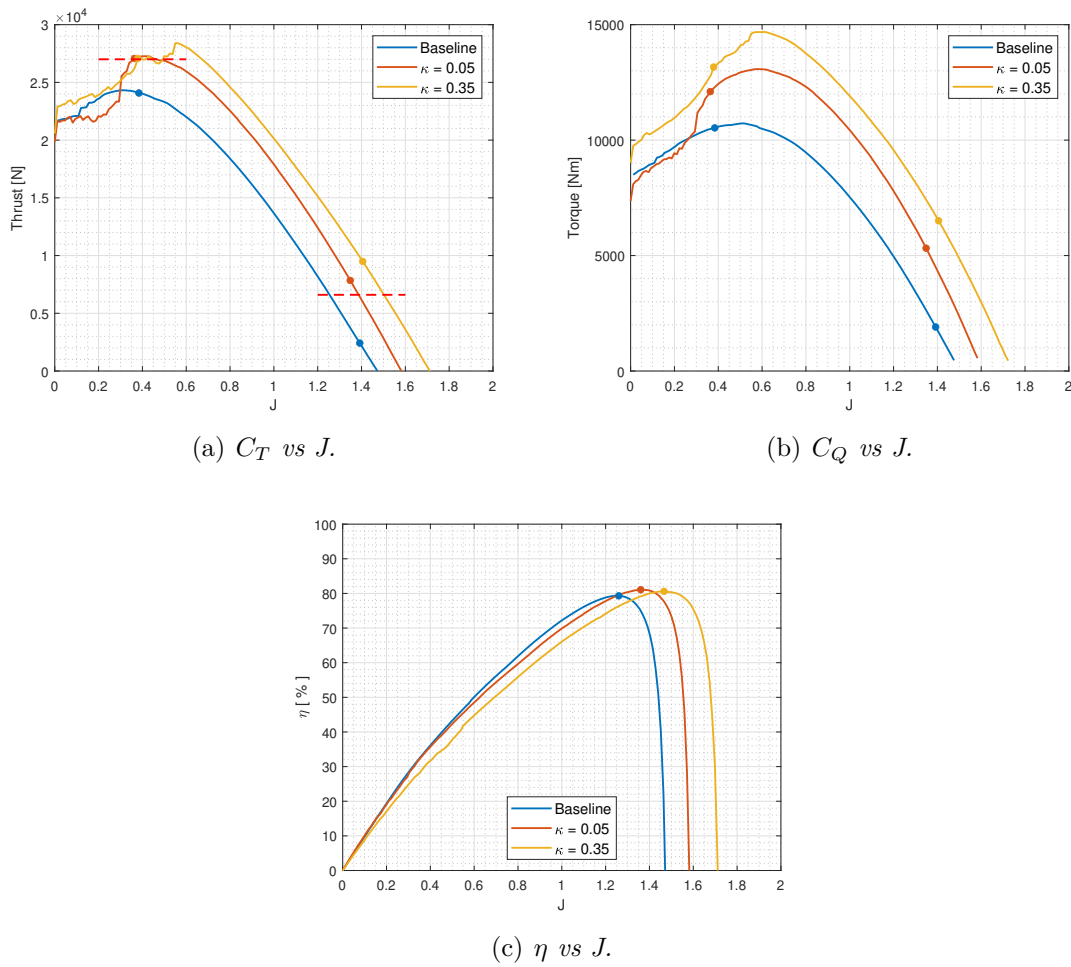 ×10⁴
3
2.5
2
1.5
1
0.5
0
Thrust [N]
0 0.2 0.4 0.6 0.8 1 1.2 1.4 1.6 1.8 2
J
Baseline
κ = 0.05
κ = 0.35
(a) C_T vs J.
15000
10000
5000
0
Torque [Nm]
0 0.2 0.4 0.6 0.8 1 1.2 1.4 1.6 1.8 2
J
Baseline
κ = 0.05
κ = 0.35
(b) C_Q vs J.
100
90
80
70
60
50
40
30
20
10
0
η [ % ]
0 0.2 0.4 0.6 0.8 1 1.2 1.4 1.6 1.8 2
J
Baseline
κ = 0.05
κ = 0.35
(c) η vs J.